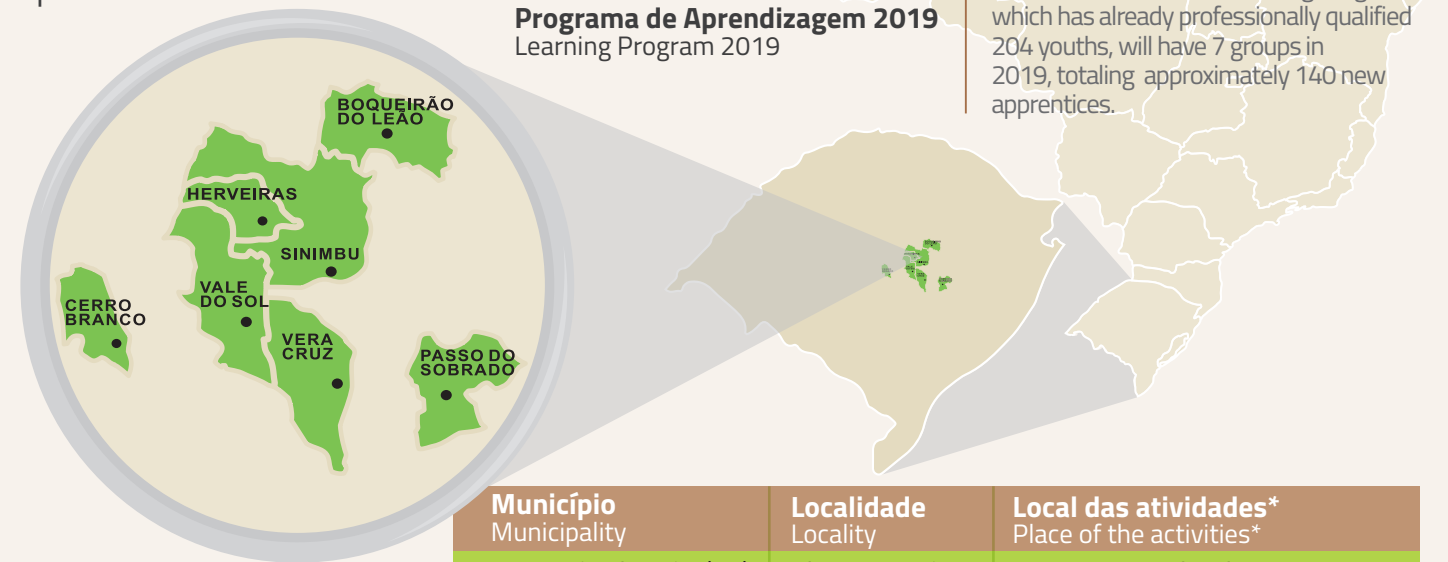 Programa de Aprendizagem 2019
Learning Program 2019
which has already professionally qualified
204 youths, will have 7 groups in
2019, totaling approximately 140 new
apprentices.
BOQUEIRÃO
DO LEÃO
HERVEIRAS
SINIMBU
VALE
DO SOL
CERRO
BRANCO
VERA
CRUZ
PASSO DO
SOBRADO
Município
Municipality
Localidade
Locality
Local das atividades*
Place of the activities*